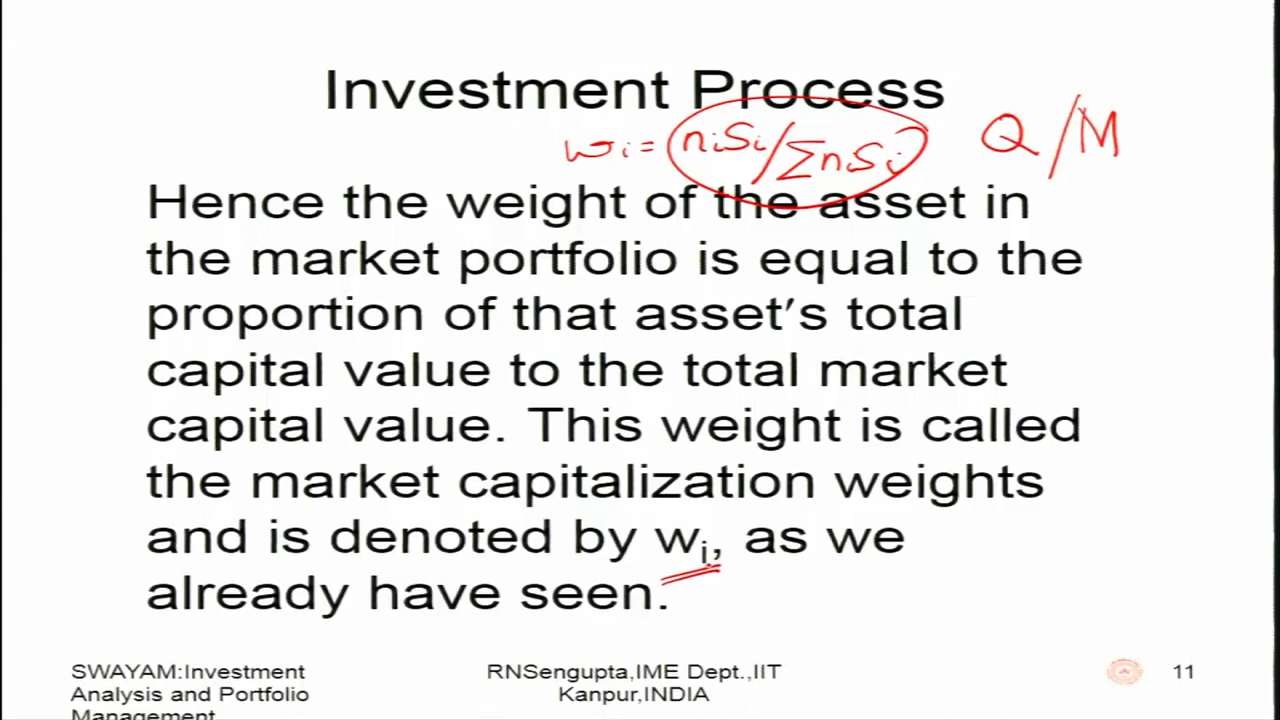 Investment Process
wi = niSi/∑niSi Q/M
Hence the weight of the asset in
the market portfolio is equal to the
proportion of that asset′s total
capital value to the total market
capital value. This weight is called
the market capitalization weights
and is denoted by wi, as we
already have seen.
SWAYAM:Investment
Analysis and Portfolio
Management
RNSengupta,IME Dept.,IIT
Kanpur,INDIA
11